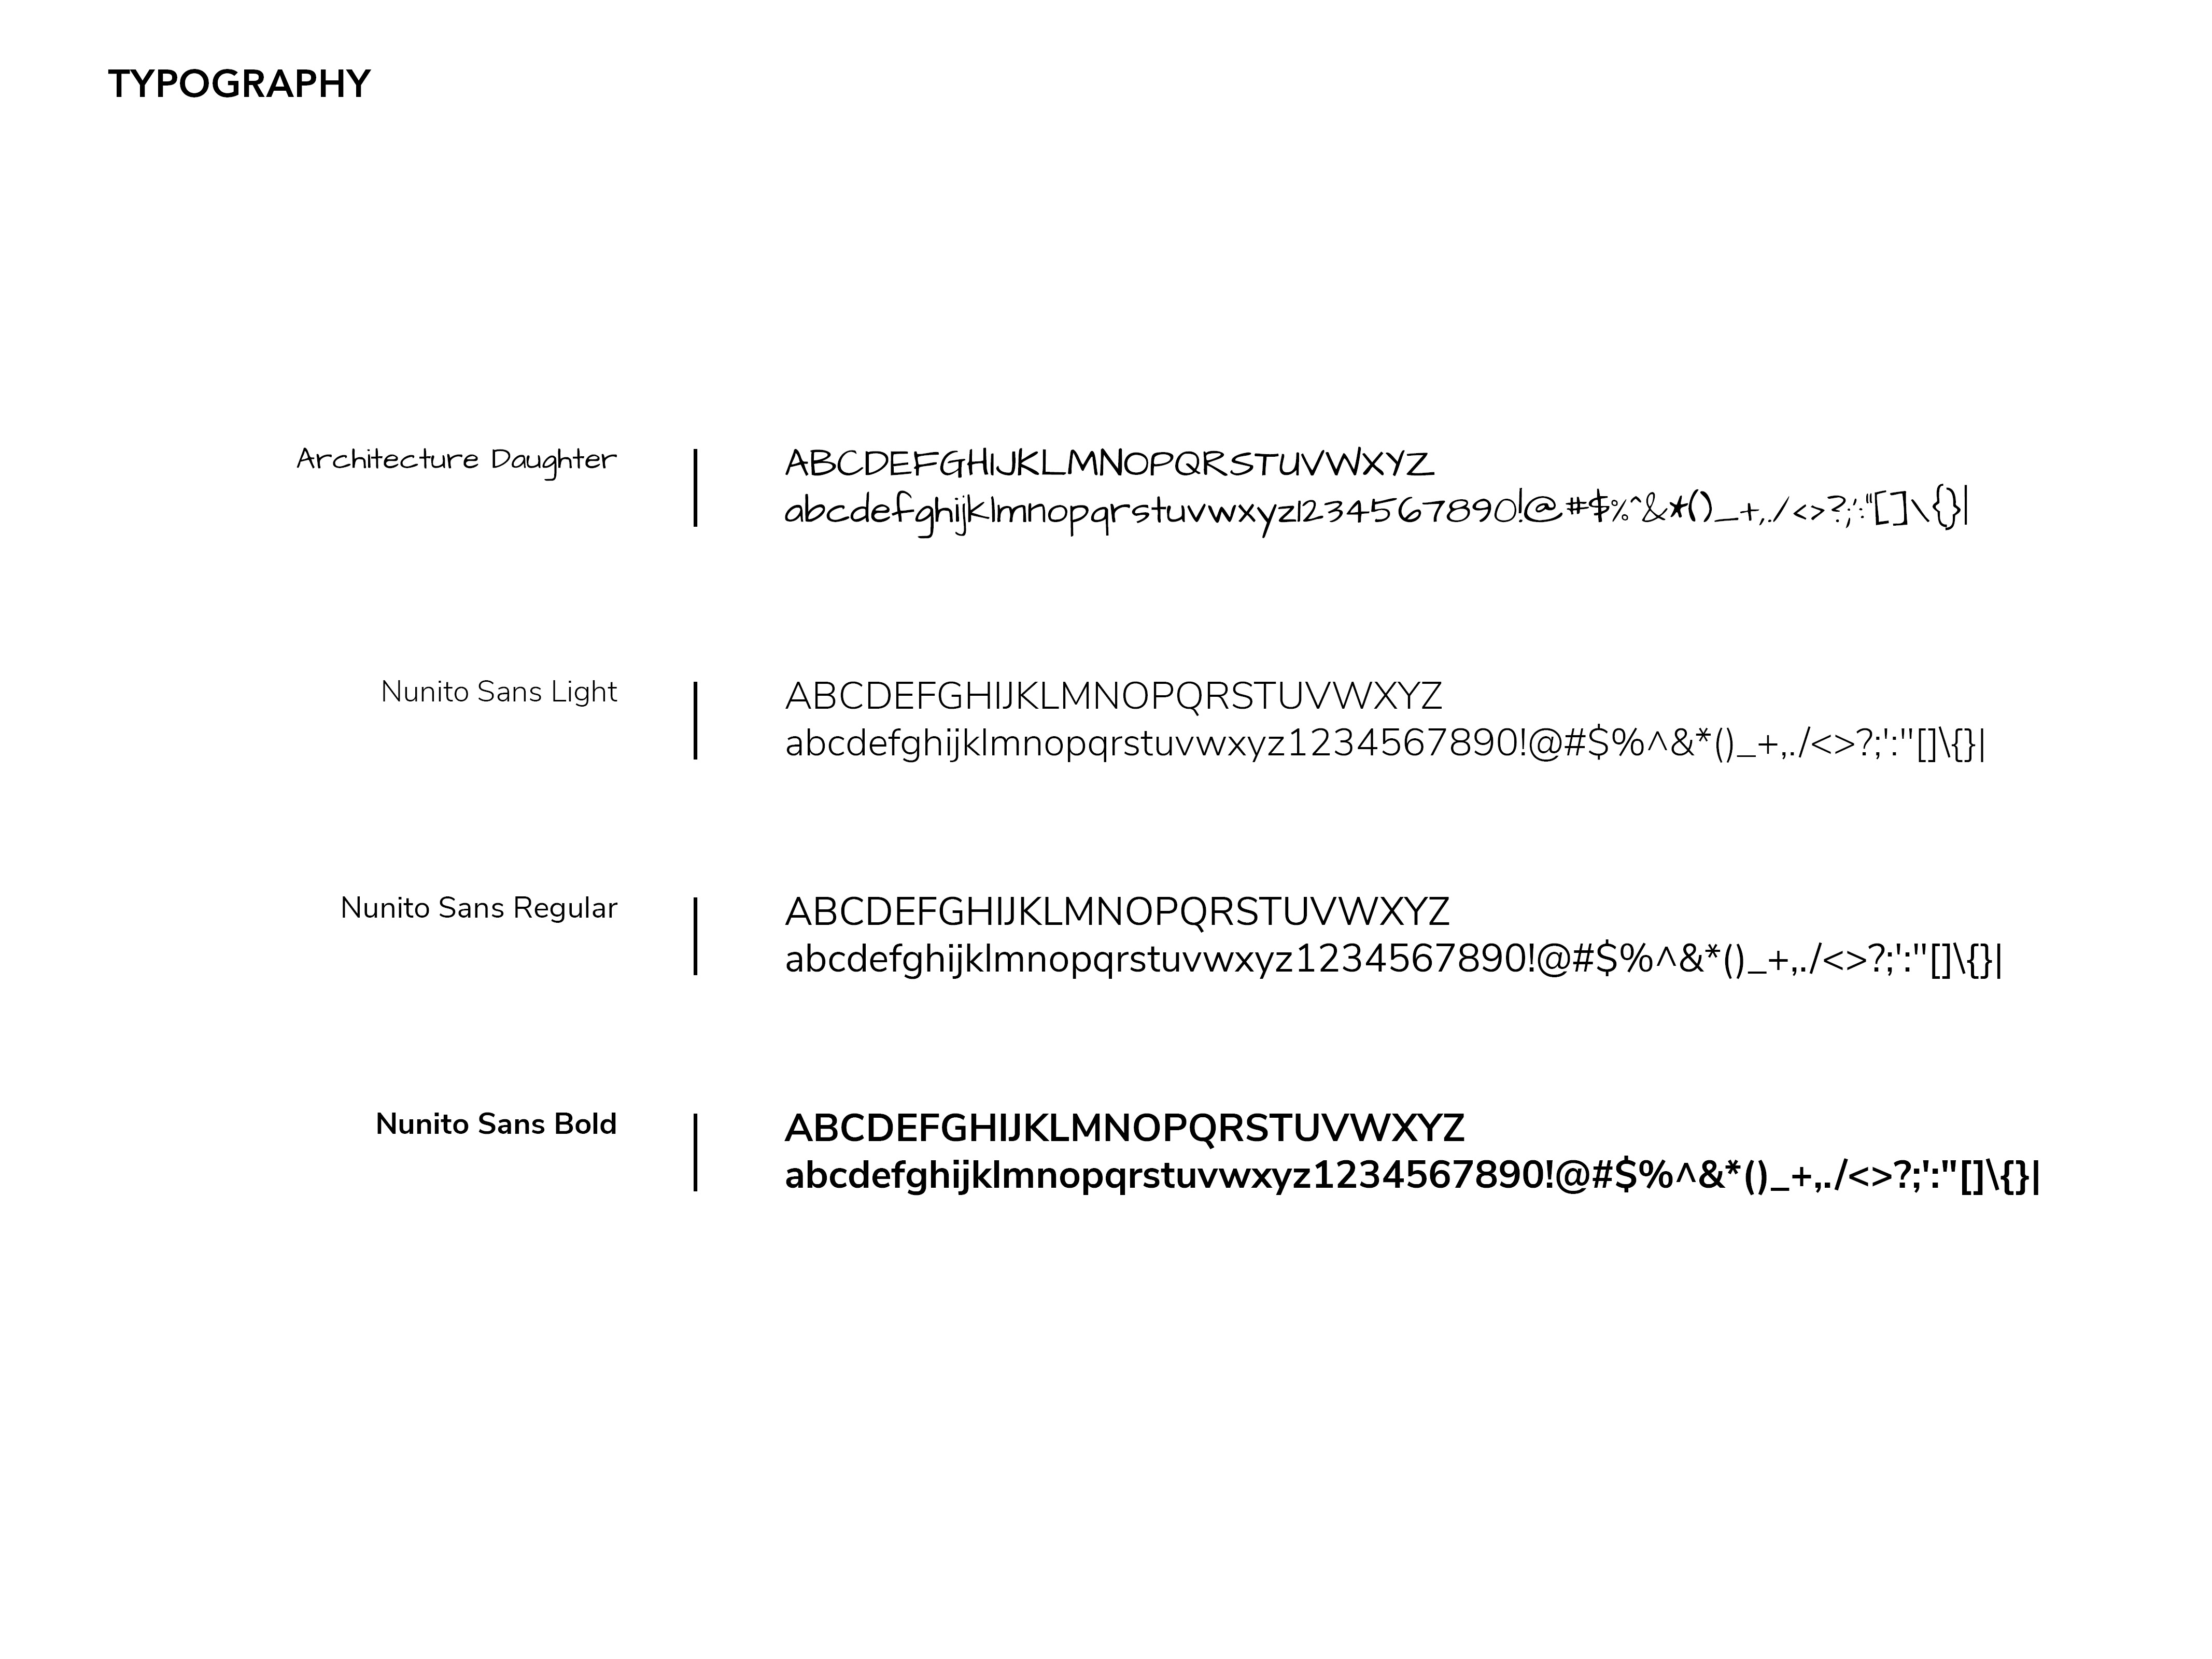 TYPOGRAPHY
Architecture Daughter
ABCDEFGHIJKLMNOPQRSTUVWXYZ
abcdefghijklmnopqrstuvwxyz1234567890!@#$%^&*()_+,./<>?;':"[]\{}|
Nunito Sans Light
ABCDEFGHIJKLMNOPQRSTUVWXYZ
abcdefghijklmnopqrstuvwxyz1234567890!@#$%^&*()_+,./<>?;':"[]\{}|
Nunito Sans Regular
ABCDEFGHIJKLMNOPQRSTUVWXYZ
abcdefghijklmnopqrstuvwxyz1234567890!@#$%^&*()_+,./<>?;':"[]\{}|
Nunito Sans Bold
ABCDEFGHIJKLMNOPQRSTUVWXYZ
abcdefghijklmnopqrstuvwxyz1234567890!@#$%^&*()_+,./<>?;':"[]\{}|